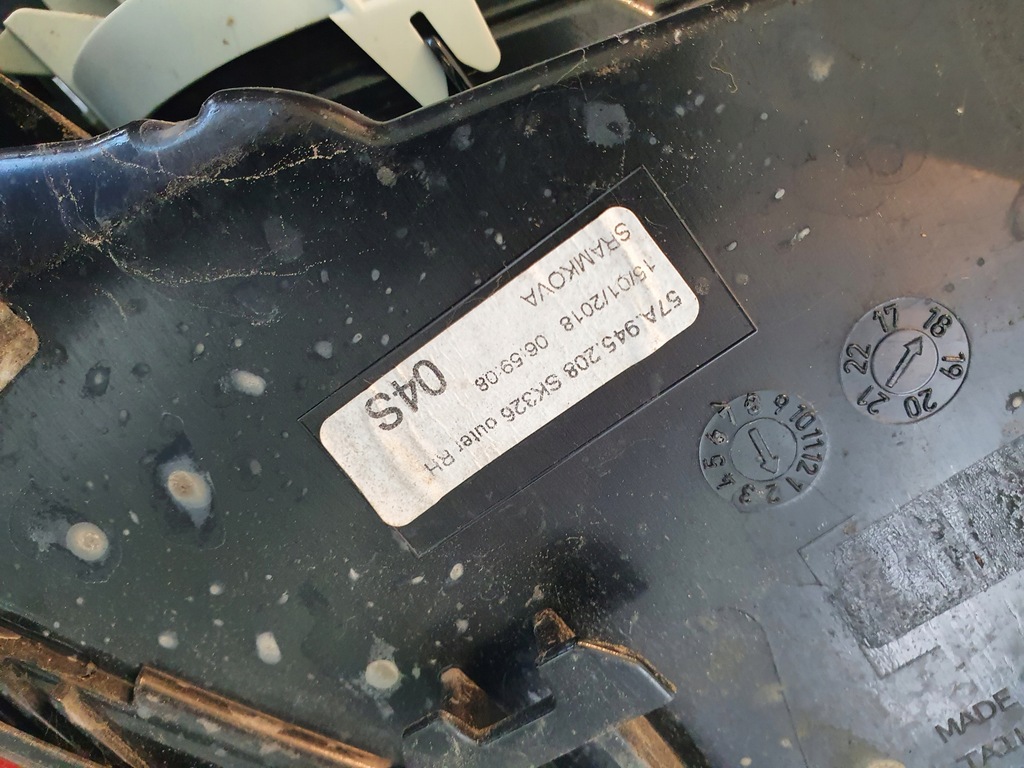 57A.945.208 SK326 outer RH
15/01/2018 06:59:08
SRAMKOVA
04S
17 18 19 20 21 22
1 2 3 4 5 6 7 8 9 10 11 12
MADE